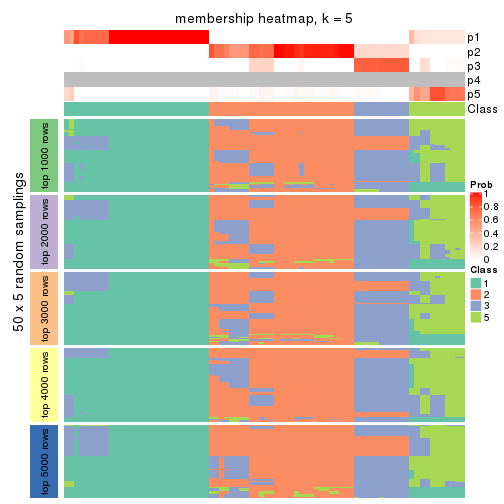 membership heatmap, k = 5
p1
p2
p3
p4
p5
Class
50 x 5 random samplings
top 1000 rows
top 2000 rows
top 3000 rows
top 4000 rows
top 5000 rows
Prob
1
0.8
0.6
0.4
0.2
0
Class
1
2
3
5